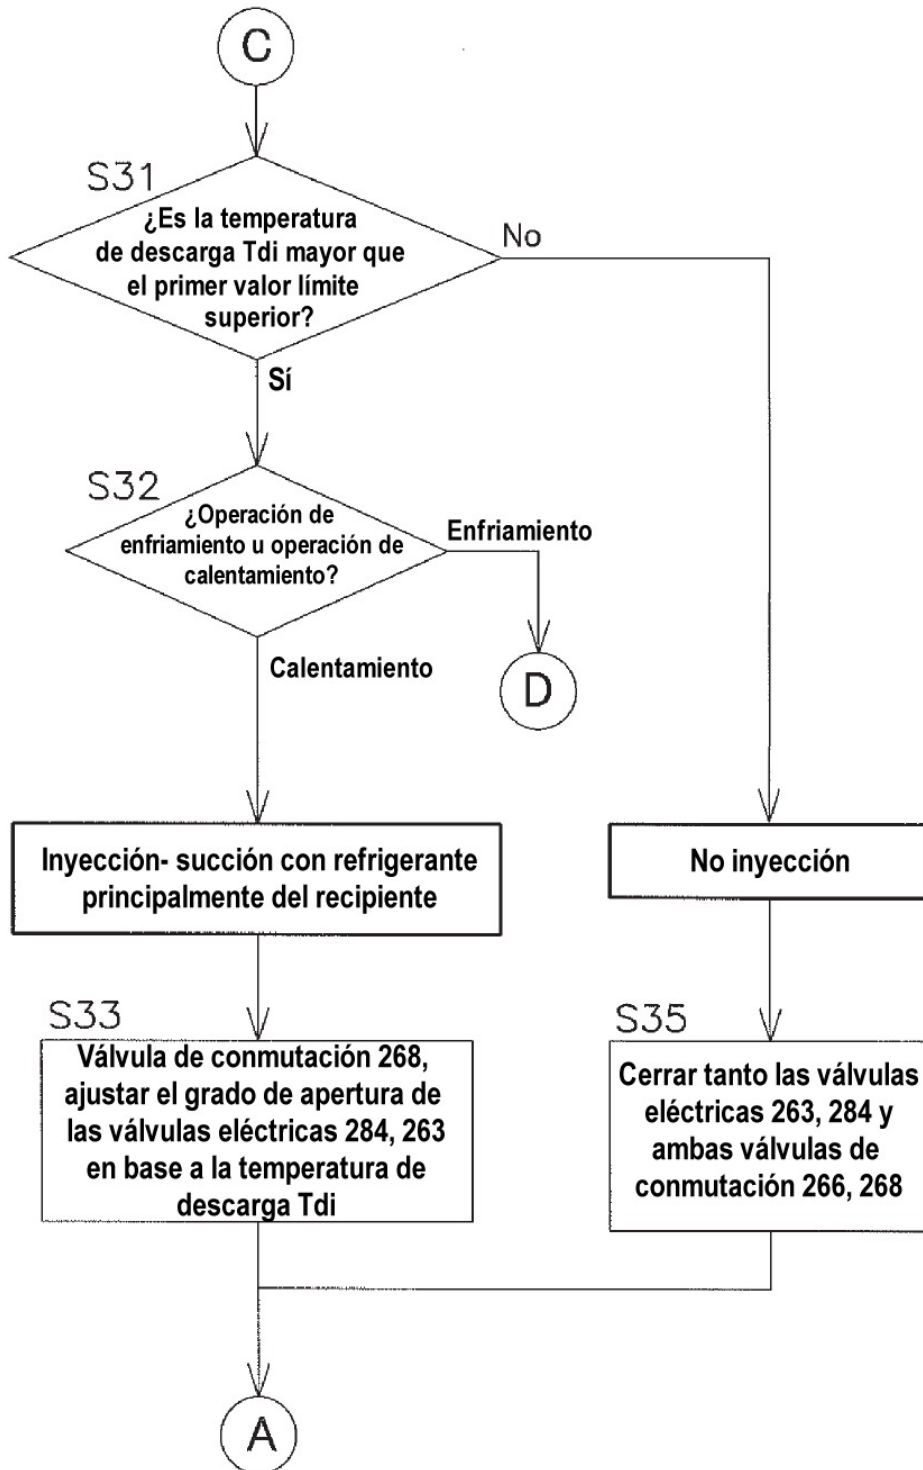 C
S31
¿Es la temperatura
de descarga Tdi mayor que
el primer valor límite
superior?
No
Sí
S32
¿Operación de
enfriamiento u operación de
calentamiento?
Enfriamiento
Calentamiento
D
Inyección- succión con refrigerante
principalmente del recipiente
No inyección
S33
Válvula de conmutación 268,
ajustar el grado de apertura de
las válvulas eléctricas 284, 263
en base a la temperatura de
descarga Tdi
S35
Cerrar tanto las válvulas
eléctricas 263, 284 y
ambas válvulas de
conmutación 266, 268
A